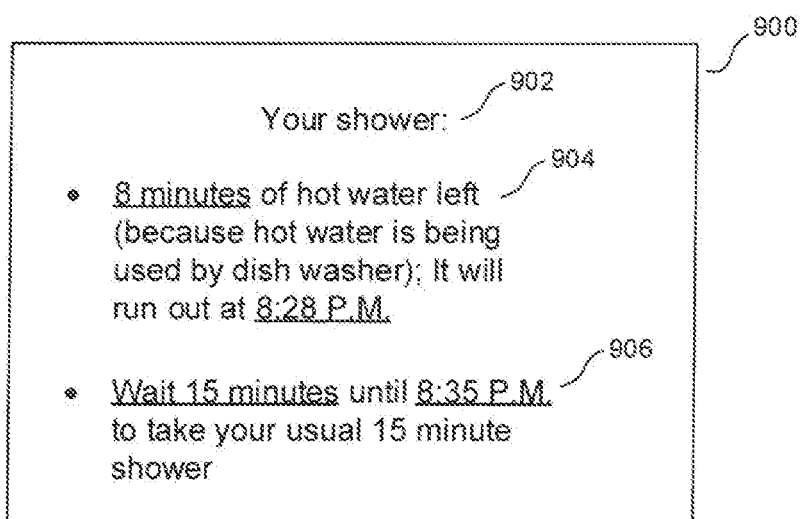 900
902
Your shower:
904
• 8 minutes of hot water left
(because hot water is being
used by dish washer); It will
run out at 8:28 P.M.
906
• Wait 15 minutes until 8:35 P.M.
to take your usual 15 minute
shower